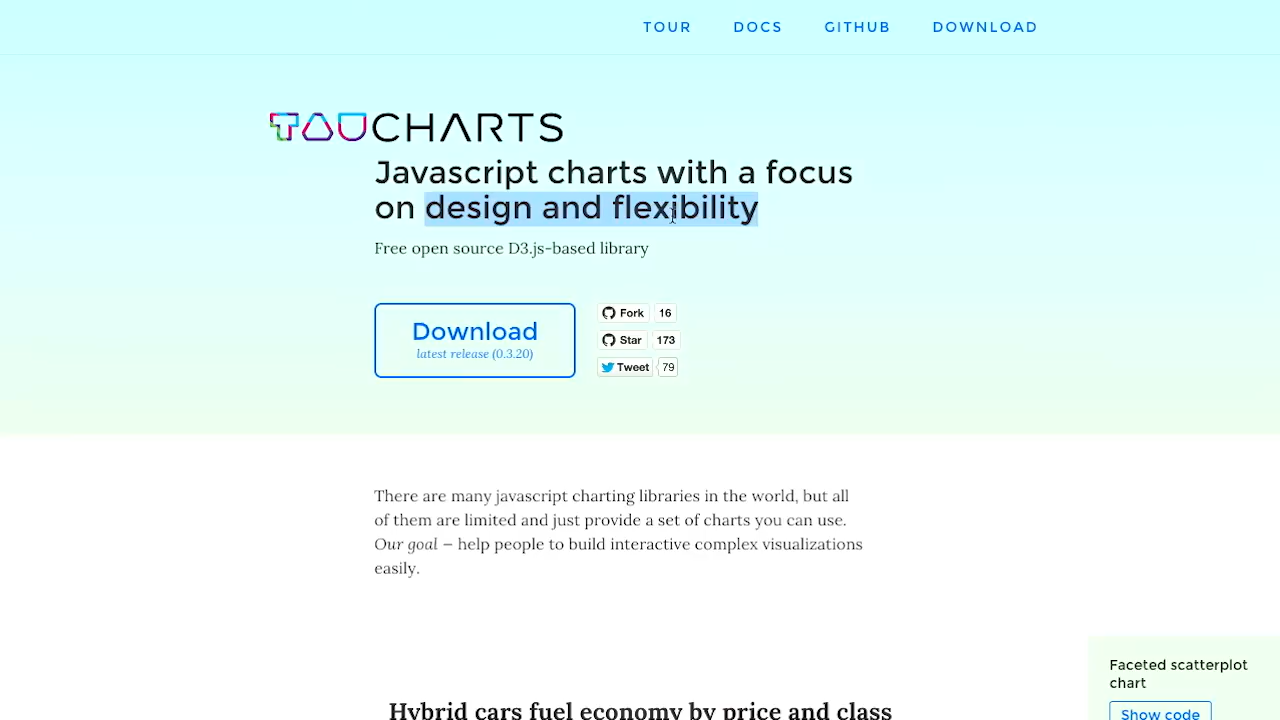 TOUR DOCS GITHUB DOWNLOAD
TAUCHARTS
Javascript charts with a focus
on design and flexibility
Free open source D3.js-based library
Download
latest release (0.3.20)
Fork 16
Star 173
Tweet 79
There are many javascript charting libraries in the world, but all
of them are limited and just provide a set of charts you can use.
Our goal — help people to build interactive complex visualizations
easily.
Faceted scatterplot
chart
Show code
Hybrid cars fuel economy by price and class